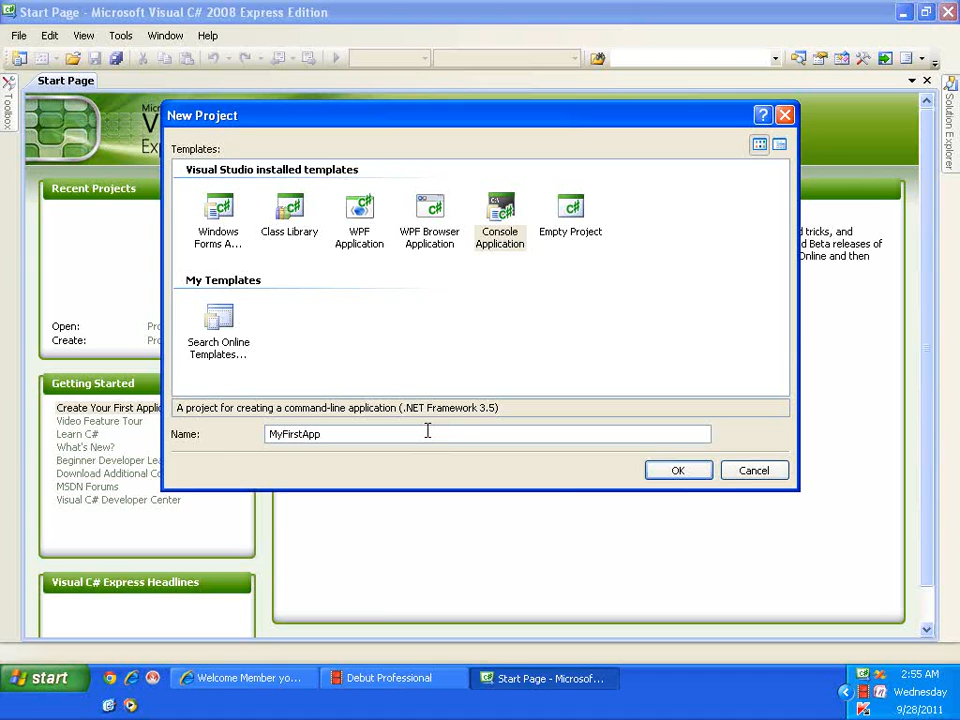 Start Page - Microsoft Visual C# 2008 Express Edition
File Edit View Tools Window Help
Start Page
Toolbox
Solution Explorer
New Project
Templates:
Visual Studio installed templates
Windows Forms A...
Class Library
WPF Application
WPF Browser Application
Console Application
Empty Project
My Templates
Search Online Templates...
A project for creating a command-line application (.NET Framework 3.5)
Name: MyFirstApp
OK Cancel
Recent Projects
Open:
Create:
d tricks, and
d Beta releases of
Online and then
Getting Started
Create Your First Applic
Video Feature Tour
Learn C#
What's New?
Beginner Developer Lea
Download Additional Co
MSDN Forums
Visual C# Developer Center
Visual C# Express Headlines
start
Welcome Member yo...
Debut Professional
Start Page - Microsof...
2:55 AM
Wednesday
9/28/2011